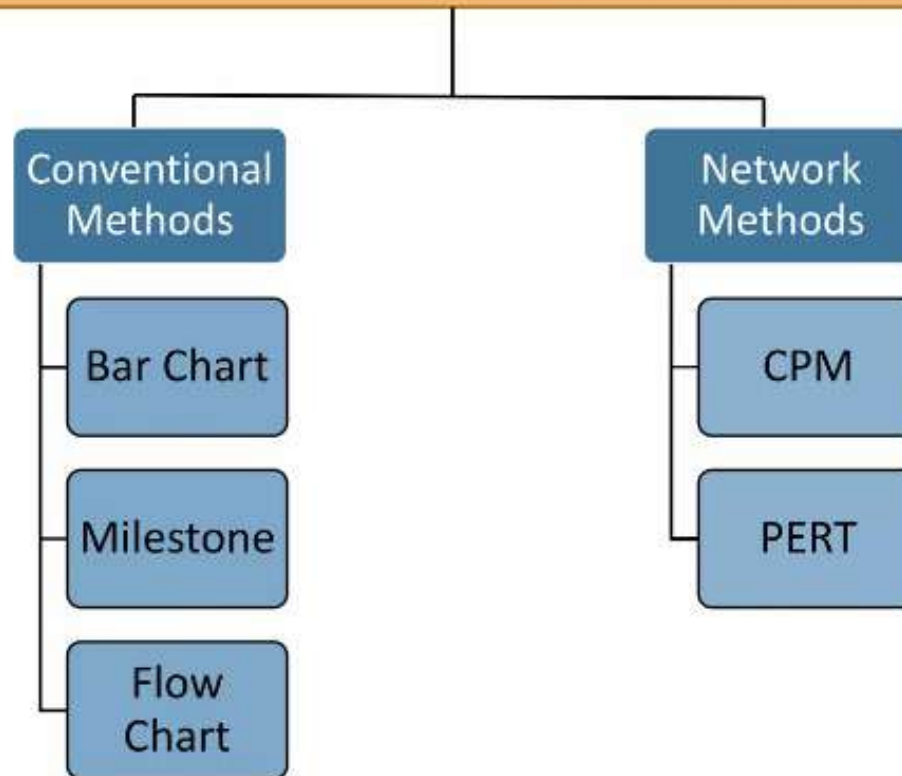 Conventional
Methods
Bar Chart
Milestone
Flow
Chart
Network
Methods
CPM
PERT